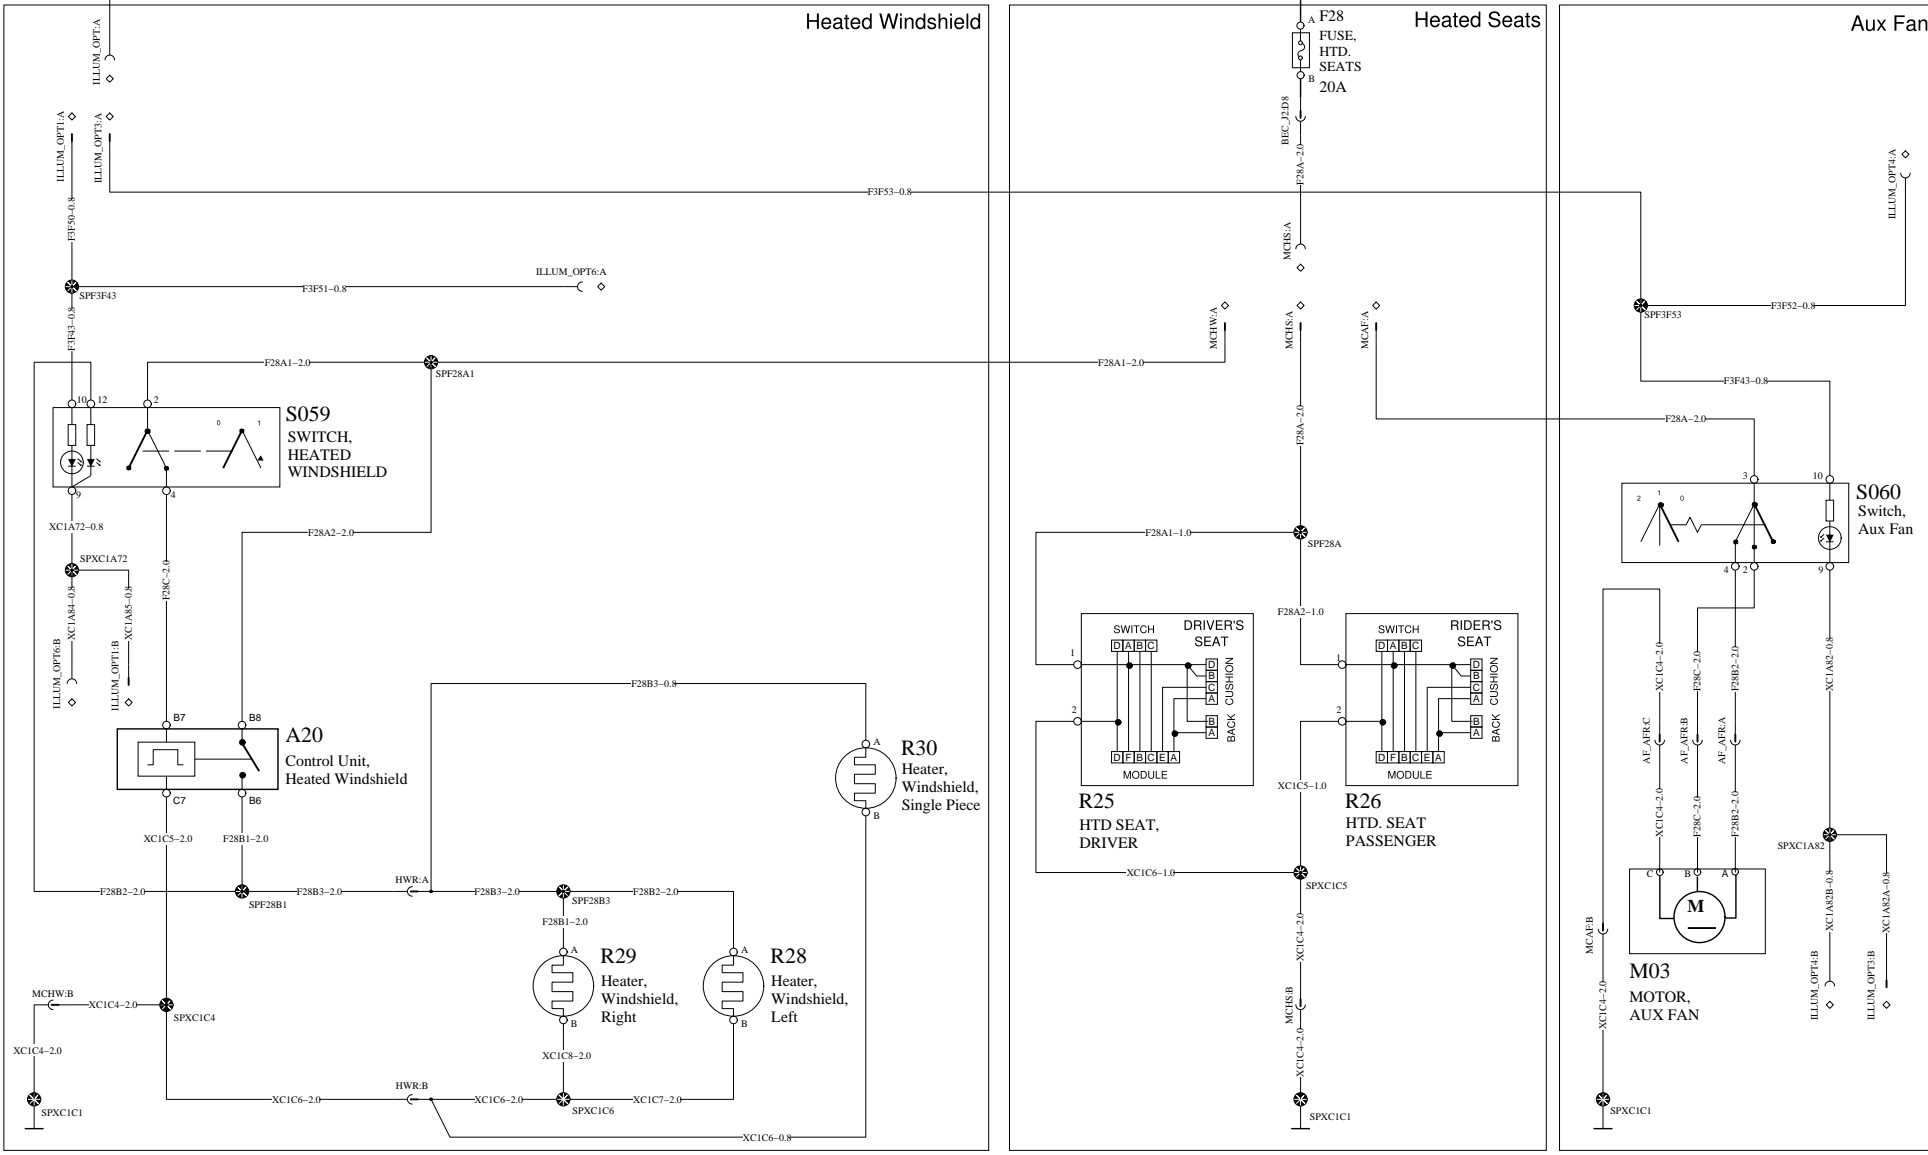 Heated Windshield
ILLUM_OPT:A
ILLUM_OPT1:A
ILLUM_OPT3:A
F3F50-0.8
F3F53-0.8
ILLUM_OPT6:A
SPF3F43
F3F51-0.8
F3F43-0.8
F28A1-2.0
SPF28A1
F28A1-2.0
10
12
2
0
1
S059
SWITCH,
HEATED
WINDSHIELD
9
4
XC1A72-0.8
SPXC1A72
F28A2-2.0
F28C-2.0
XC1A84-0.8
XC1A85-0.8
ILLUM_OPT6:B
ILLUM_OPT1:B
F28B3-0.8
B7
B8
A20
Control Unit,
Heated Windshield
C7
B6
A
R30
Heater,
Windshield,
Single Piece
B
XC1C5-2.0
F28B1-2.0
F28B2-2.0
SPF28B1
F28B3-2.0
HWR:A
F28B3-2.0
SPF28B3
F28B2-2.0
F28B1-2.0
A
R29
Heater,
Windshield,
Right
B
A
R28
Heater,
Windshield,
Left
B
MCHW:B
XC1C4-2.0
SPXC1C4
XC1C4-2.0
SPXC1C1
XC1C8-2.0
XC1C6-2.0
HWR:B
XC1C6-2.0
SPXC1C6
XC1C7-2.0
XC1C6-0.8
Heated Seats
A
F28
FUSE,
HTD.
SEATS
B
20A
BEC_J2:D8
F28A-2.0
MCHS:A
MCHW:A
MCHS:A
MCAF:A
F28A-2.0
F28A1-1.0
SPF28A
F28A2-1.0
SWITCH
DRIVER'S
SEAT
D A B C
1
2
D
B
C
A
CUSHION
B
A
BACK
D F B C E A
MODULE
R25
HTD SEAT,
DRIVER
SWITCH
RIDER'S
SEAT
D A B C
1
2
D
B
C
A
CUSHION
B
A
BACK
D F B C E A
MODULE
R26
HTD. SEAT
PASSENGER
XC1C5-1.0
XC1C6-1.0
SPXC1C5
XC1C4-2.0
MCHS:B
XC1C4-2.0
SPXC1C1
Aux Fan
ILLUM_OPT4:A
SPF3F53
F3F52-0.8
F3F43-0.8
F28A-2.0
3
10
2
1
0
S060
Switch,
Aux Fan
4
2
9
XC1C4-2.0
F28C-2.0
F28B2-2.0
XC1A82-0.8
AF_AFR:C
AF_AFR:B
AF_AFR:A
XC1C4-2.0
F28C-2.0
F28B2-2.0
SPXC1A82
C
B
A
M
M03
MOTOR,
AUX FAN
MCAF:B
XC1C4-2.0
SPXC1C1
XC1A82B-0.8
XC1A82A-0.8
ILLUM_OPT4:B
ILLUM_OPT3:B